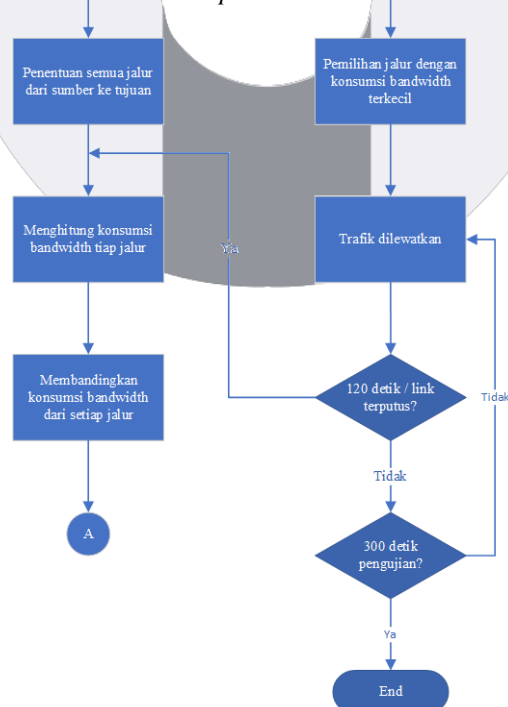 Penentuan semua jalur
dari sumber ke tujuan
Menghitung konsumsi
bandwidth tiap jalur
Membandingkan
konsumsi bandwidth
dari setiap jalur
A
Pemilihan jalur dengan
konsumsi bandwidth
terkecil
Trafik dilewatkan
Ya
120 detik / link
terputus?
Tidak
Tidak
300 detik
pengujian?
Ya
End